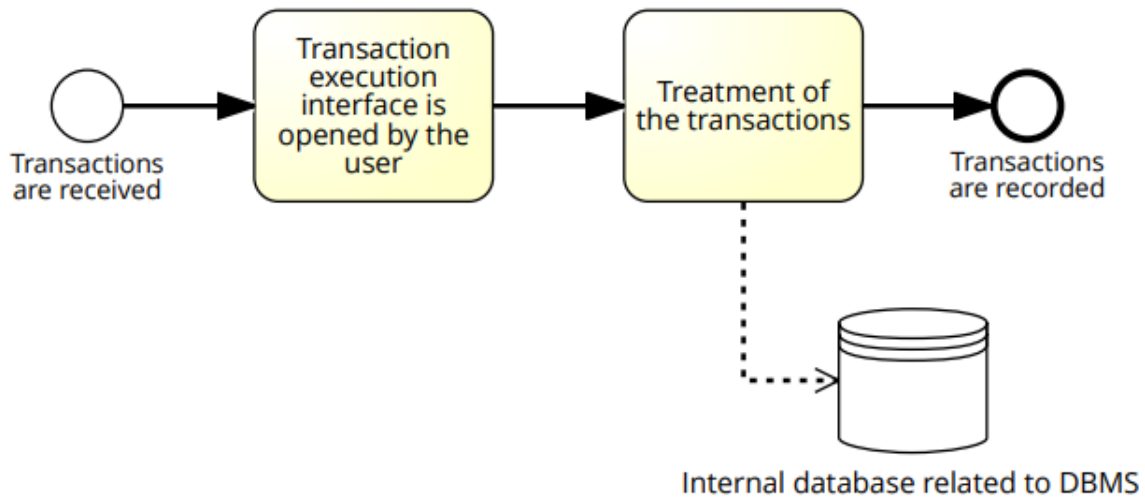 Transactions
are received
Transaction
execution
interface is
opened by the
user
Treatment of
the transactions
Transactions
are recorded
Internal database related to DBMS